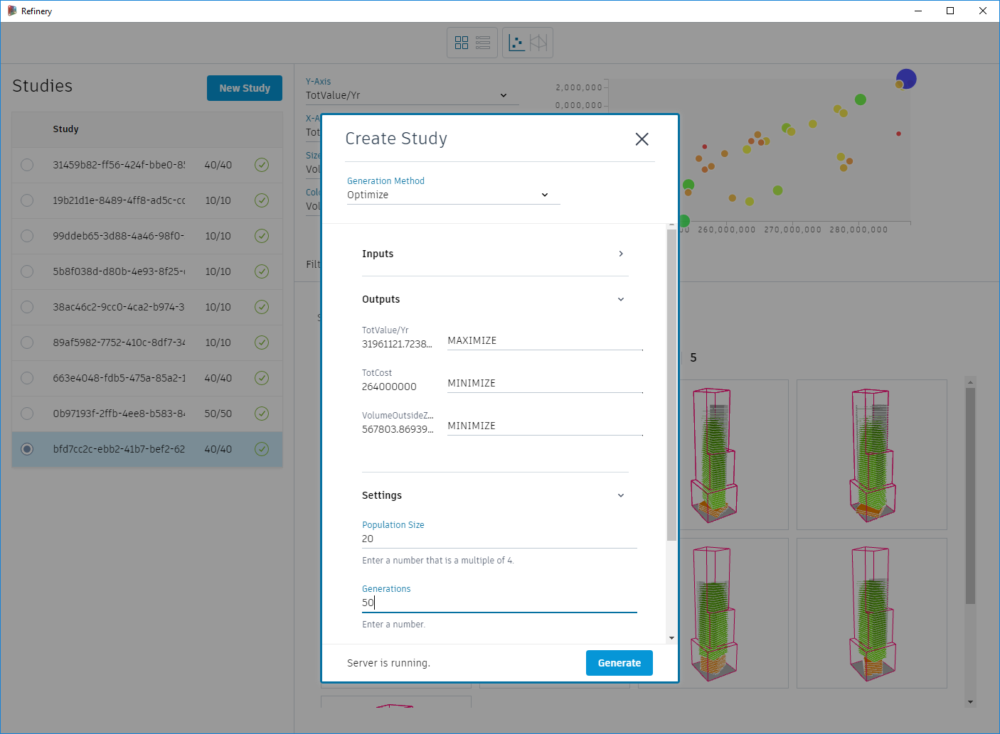 Refinery
Studies
New Study
Study
31459b82-ff56-424f-bbe0-8
40/40
19b21d1e-8489-4ff8-ad5c-cc
10/10
99ddeb65-3d88-4a46-98f0-
10/10
5b8f038d-d80b-4e93-8f25-
10/10
38ac46c2-9cc0-4ca2-b974-3
10/10
89af5982-7752-410c-8df7-34
10/10
663e4048-fdb5-475a-85a2-1
40/40
0b97193f-2ffb-4ee8-b583-84
50/50
bfd7cc2c-ebb2-41b7-bef2-62
40/40
Y-Axis
TotValue/Yr
X-A
Tot
Size
Vol
Colo
Vol
Filt
2,000,000
0,000,000
00 260,000,000 270,000,000 280,000,000
5
Create Study
Generation Method
Optimize
Inputs
Outputs
TotValue/Yr
31961121.7238...
MAXIMIZE
TotCost
264000000
MINIMIZE
VolumeOutsideZ...
567803.86939...
MINIMIZE
Settings
Population Size
20
Enter a number that is a multiple of 4.
Generations
50
Enter a number.
Server is running.
Generate